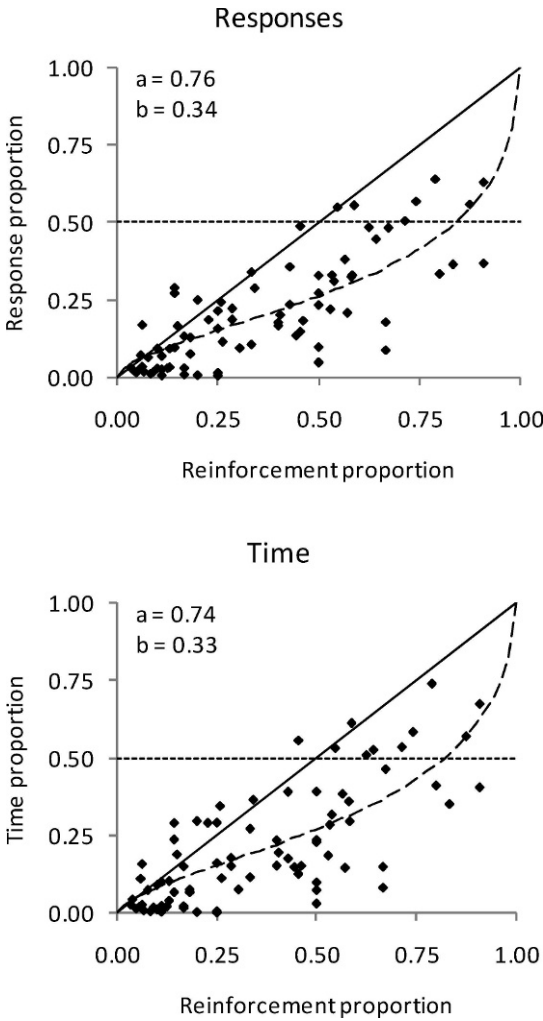 Responses
1.00
a = 0.76
b = 0.34
0.75
Response proportion
0.50
0.25
0.00
0.00 0.25 0.50 0.75 1.00
Reinforcement proportion
Time
1.00
a = 0.74
b = 0.33
0.75
Time proportion
0.50
0.25
0.00
0.00 0.25 0.50 0.75 1.00
Reinforcement proportion